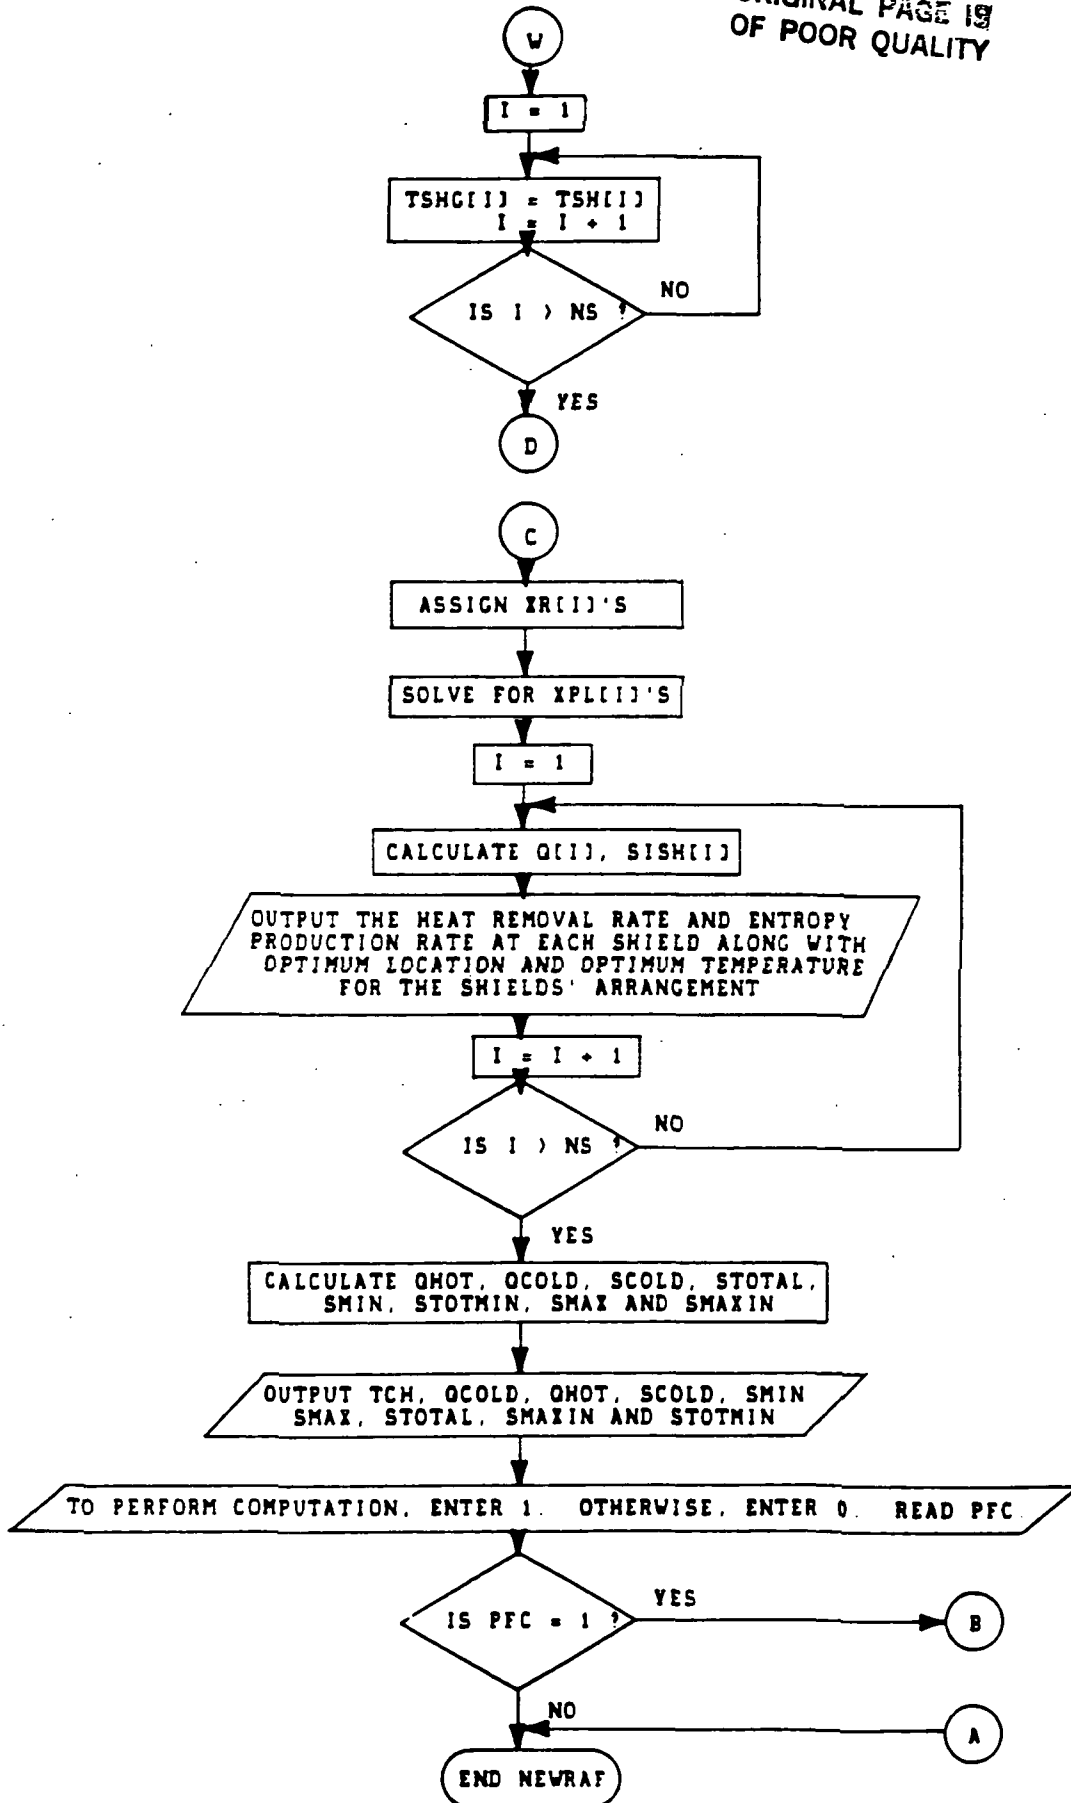 ORIGINAL PAGE IS
OF POOR QUALITY
W
I = 1
TSHG[I] = TSH[I]
I = I + 1
IS I > NS ?
NO
YES
D
C
ASSIGN XR[I]'S
SOLVE FOR XPL[I]'S
I = 1
CALCULATE Q[I], SISH[I]
OUTPUT THE HEAT REMOVAL RATE AND ENTROPY
PRODUCTION RATE AT EACH SHIELD ALONG WITH
OPTIMUM LOCATION AND OPTIMUM TEMPERATURE
FOR THE SHIELDS' ARRANGEMENT
I = I + 1
IS I > NS ?
NO
YES
CALCULATE QHOT, QCOLD, SCOLD, STOTAL,
SMIN, STOTMIN, SMAX AND SMAXIN
OUTPUT TCH, QCOLD, QHOT, SCOLD, SMIN
SMAX, STOTAL, SMAXIN AND STOTMIN
TO PERFORM COMPUTATION, ENTER 1. OTHERWISE, ENTER 0. READ PFC.
IS PFC = 1 ?
YES
B
NO
A
END NEWRAF